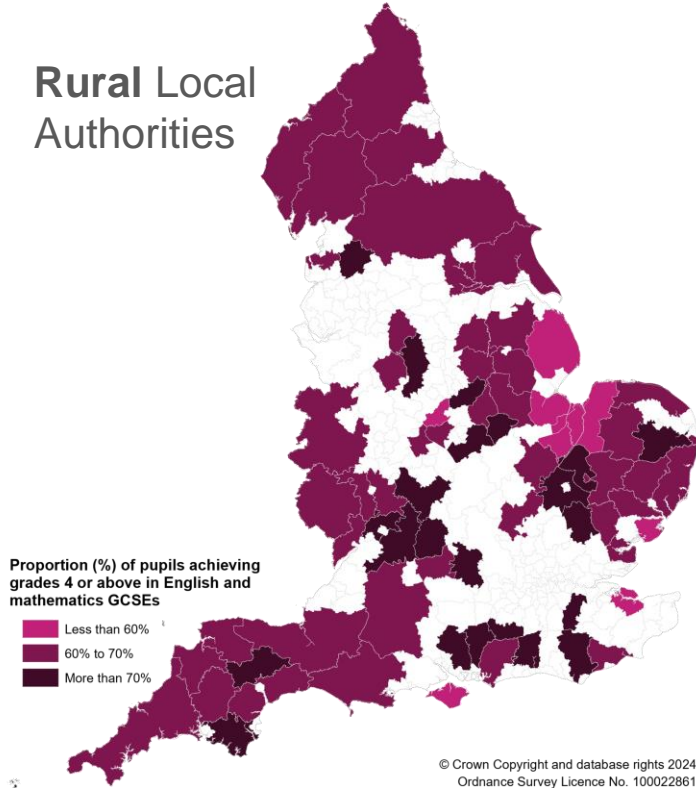 Rural Local
Authorities
Proportion (%) of pupils achieving
grades 4 or above in English and
mathematics GCSEs
Less than 60%
60% to 70%
More than 70%
© Crown Copyright and database rights 2024
Ordnance Survey Licence No. 100022861